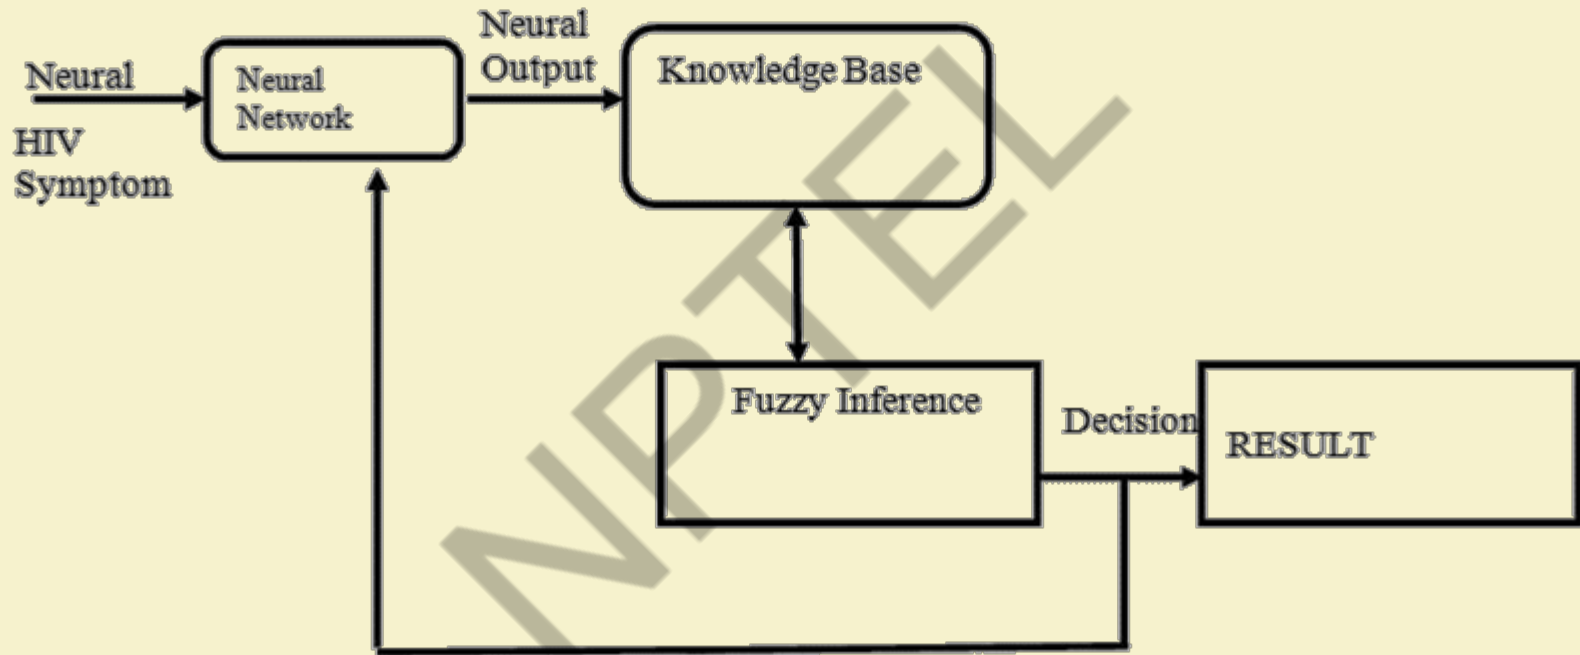 Neural
HIV
Symptom
Neural
Network
Neural
Output
Knowledge Base
Fuzzy Inference
Decision
RESULT
NPTEL